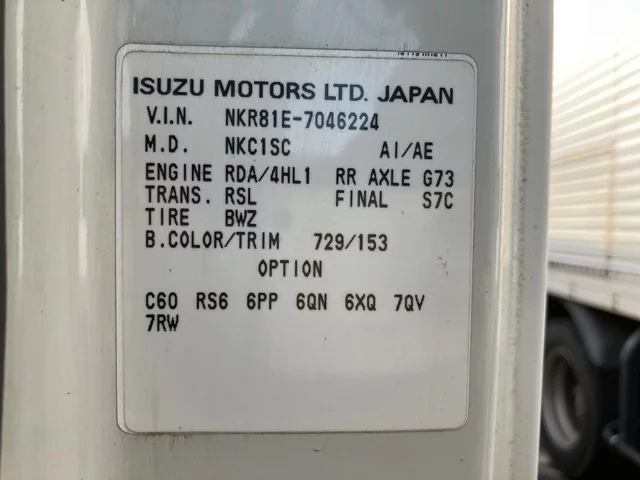 ISUZU MOTORS LTD. JAPAN
V.I.N. NKR81E-7046224
M.D. NKC1SC AI/AE
ENGINE RDA/4HL1 RR AXLE G73
TRANS. RSL FINAL S7C
TIRE BWZ
B.COLOR/TRIM 729/153
OPTION
C60 RS6 6PP 6QN 6XQ 7QV
7RW